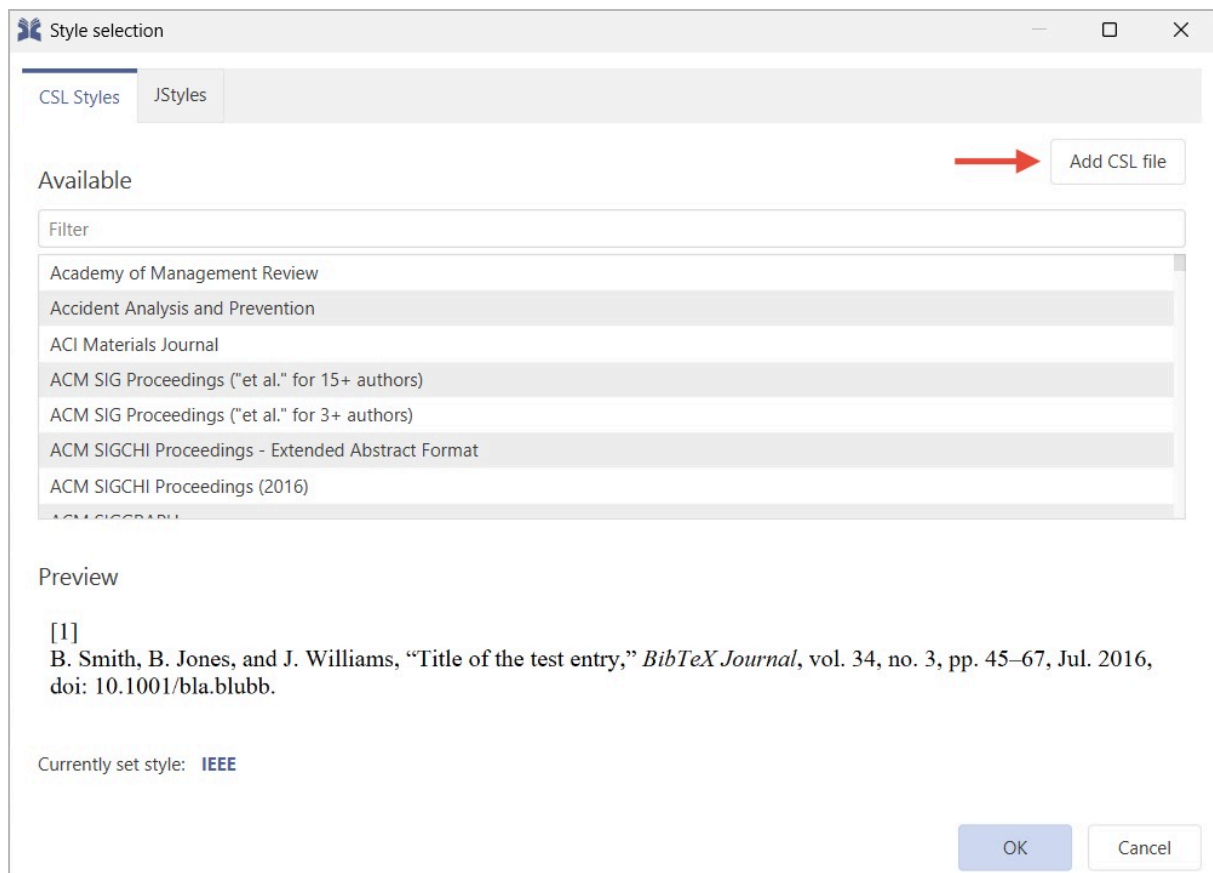 Style selection
CSL Styles
JStyles
Add CSL file
Available
Filter
Academy of Management Review
Accident Analysis and Prevention
ACI Materials Journal
ACM SIG Proceedings ("et al." for 15+ authors)
ACM SIG Proceedings ("et al." for 3+ authors)
ACM SIGCHI Proceedings - Extended Abstract Format
ACM SIGCHI Proceedings (2016)
ACM SIGGRAPH
Preview
[1]
B. Smith, B. Jones, and J. Williams, “Title of the test entry,” BibTeX Journal, vol. 34, no. 3, pp. 45–67, Jul. 2016,
doi: 10.1001/bla.blubb.
Currently set style: IEEE
OK
Cancel